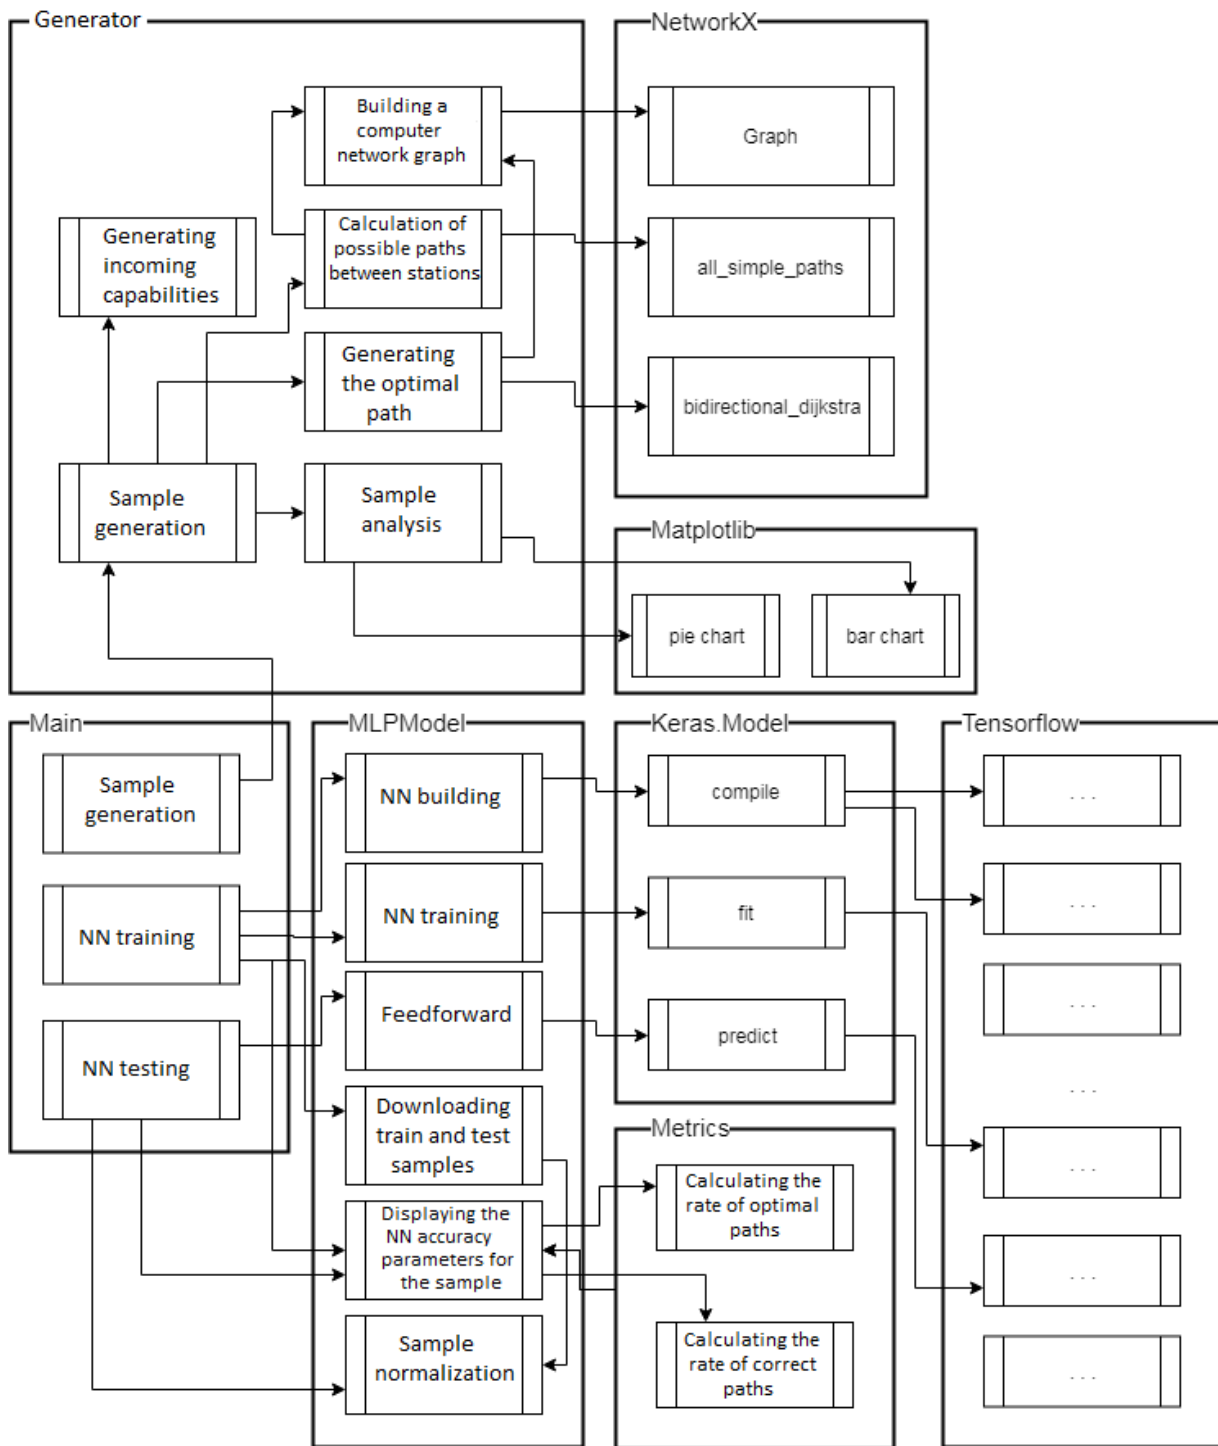 Generator
Building a
computer
network graph
Generating
incoming
capabilities
Calculation of
possible paths
between stations
Generating
the optimal
path
Sample
generation
Sample
analysis
NetworkX
Graph
all_simple_paths
bidirectional_dijkstra
Matplotlib
pie chart
bar chart
Main
Sample
generation
NN training
NN testing
MLPModel
NN building
NN training
Feedforward
Downloading
train and test
samples
Displaying the
NN accuracy
parameters for
the sample
Sample
normalization
Keras.Model
compile
fit
predict
Metrics
Calculating the
rate of optimal
paths
Calculating the
rate of correct
paths
Tensorflow
. . .
. . .
. . .
. . .
. . .
. . .
. . .